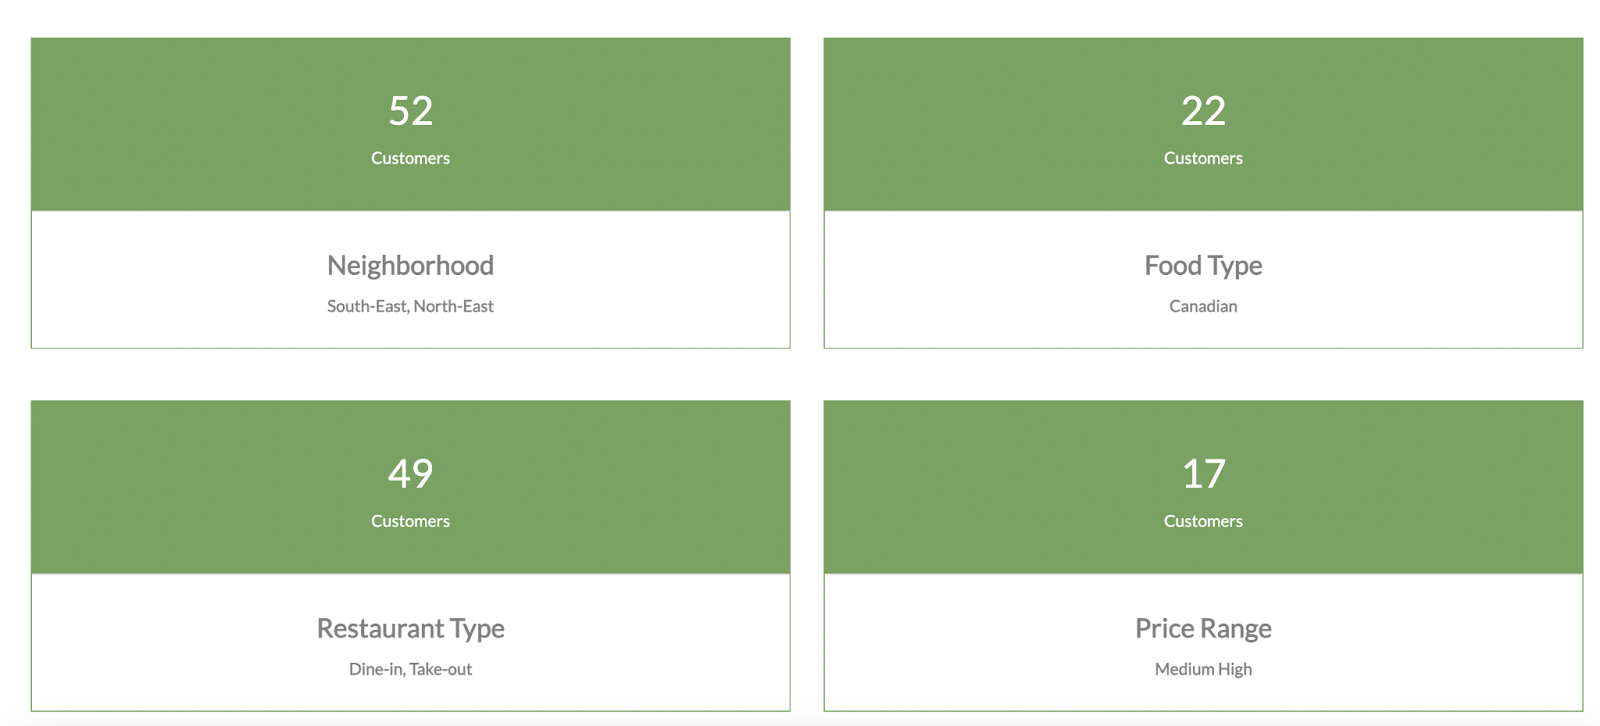 52
Customers
Neighborhood
South-East, North-East
22
Customers
Food Type
Canadian
49
Customers
Restaurant Type
Dine-in, Take-out
17
Customers
Price Range
Medium High